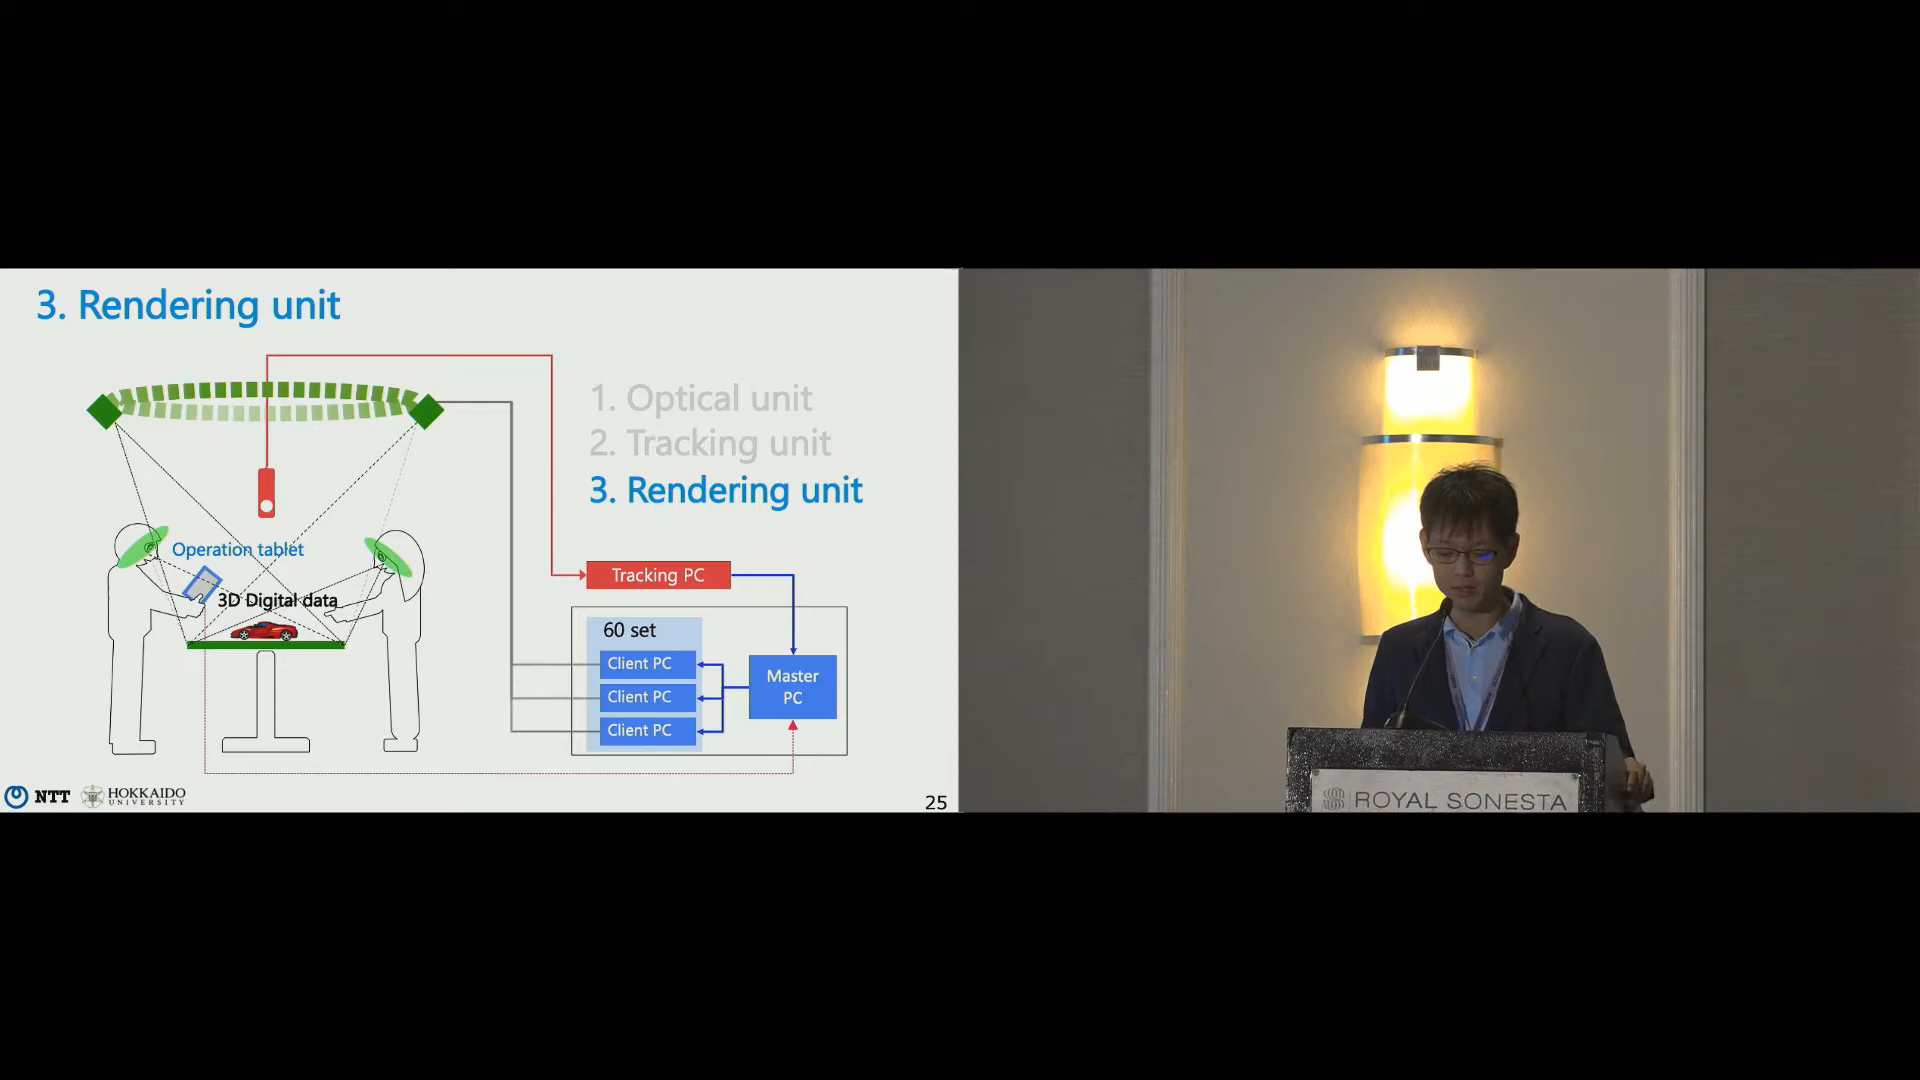 3. Rendering unit
1. Optical unit
2. Tracking unit
3. Rendering unit
Operation tablet
3D Digital data
Tracking PC
60 set
Client PC
Client PC
Client PC
Master
PC
NTT
HOKKAIDO
UNIVERSITY
25
ROYAL SONESTA